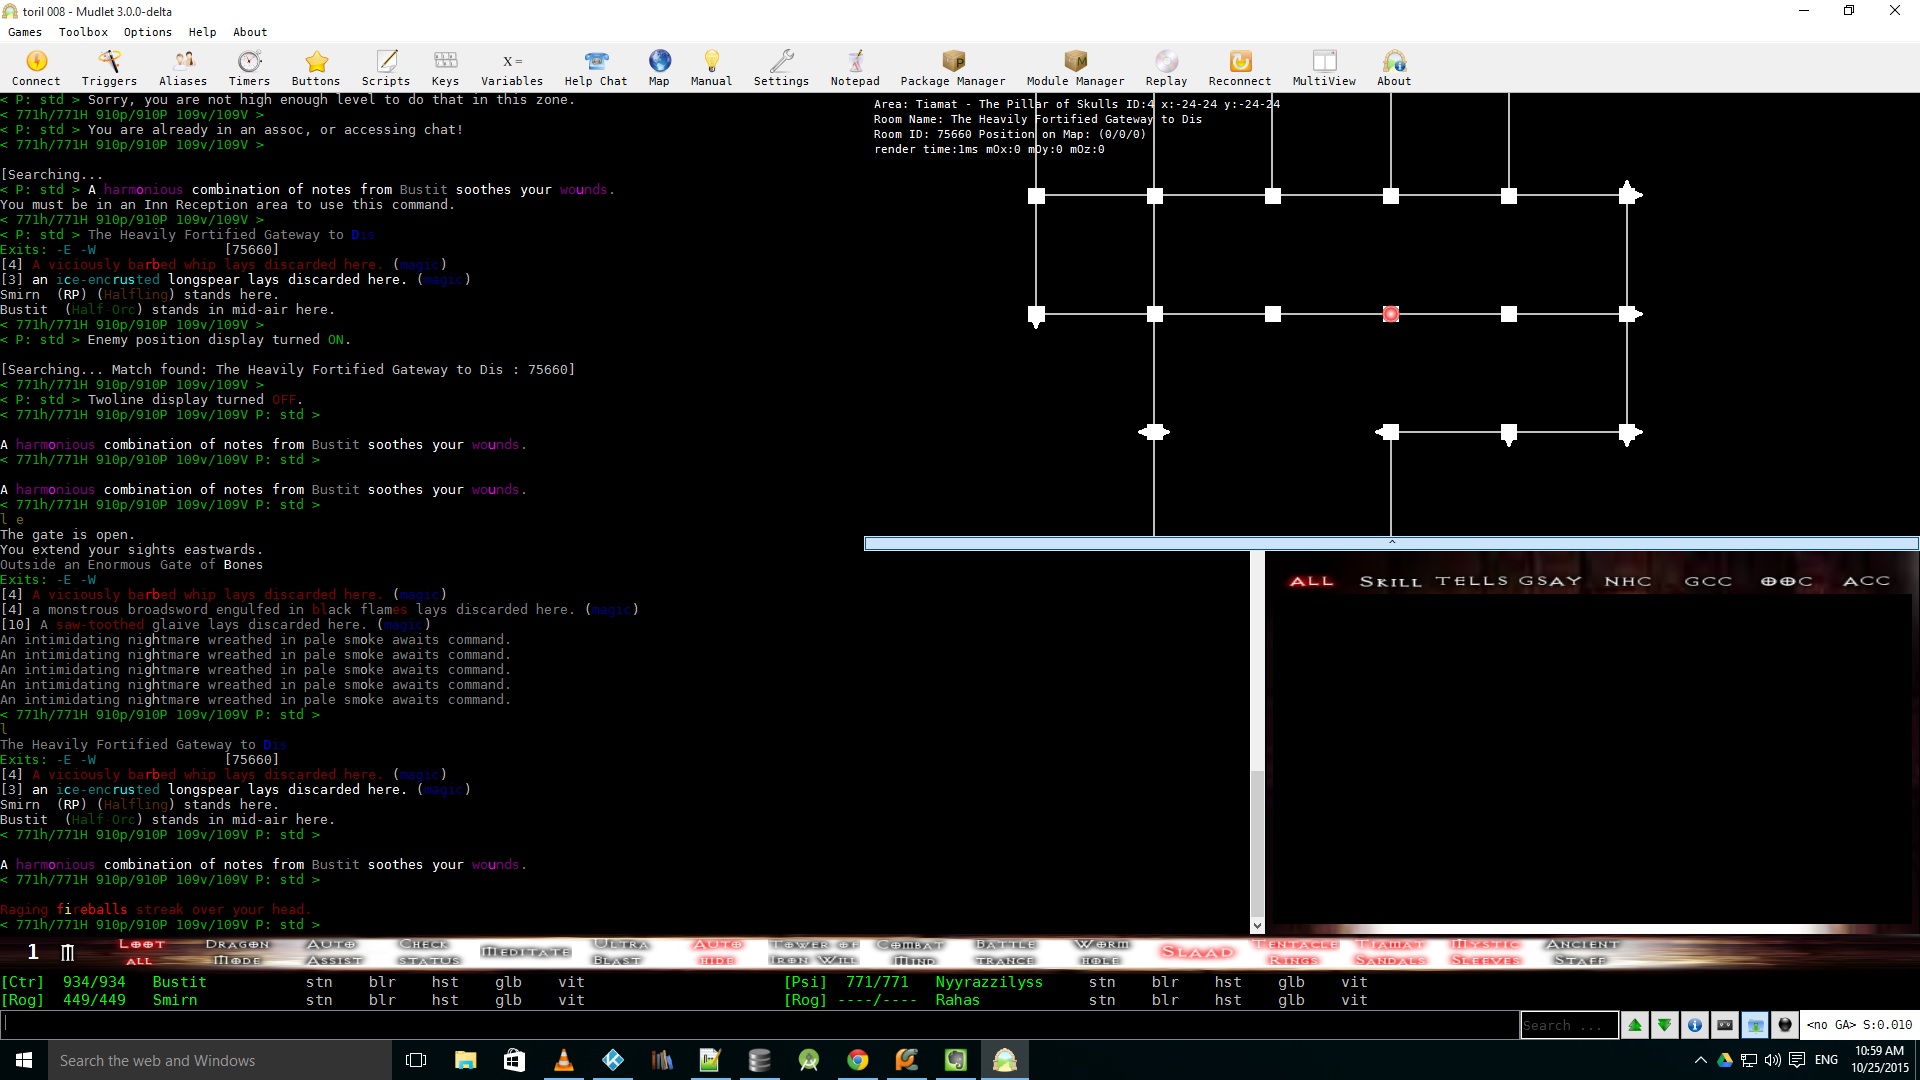 toril 008 - Mudlet 3.0.0-delta
Games Toolbox Options Help About
Connect Triggers Aliases Timers Buttons Scripts Keys Variables Help Chat Map Manual Settings Notepad Package Manager Module Manager Replay Reconnect MultiView About
< P: std > Sorry, you are not high enough level to do that in this zone.
< 771h/771H 910p/910P 109v/109V >
< P: std > You are already in an assoc, or accessing chat!
< 771h/771H 910p/910P 109v/109V >
[Searching...
< P: std > A harmonious combination of notes from Bustit soothes your wounds.
You must be in an Inn Reception area to use this command.
< 771h/771H 910p/910P 109v/109V >
< P: std > The Heavily Fortified Gateway to Dis
Exits: -E -W [75660]
[4] A viciously barbed whip lays discarded here. (magic)
[3] an ice-encrusted longspear lays discarded here. (magic)
Smirn (RP) (Halfling) stands here.
Bustit (Half-Orc) stands in mid-air here.
< 771h/771H 910p/910P 109v/109V >
< P: std > Enemy position display turned ON.
[Searching... Match found: The Heavily Fortified Gateway to Dis : 75660]
< 771h/771H 910p/910P 109v/109V >
< P: std > Twoline display turned OFF.
< 771h/771H 910p/910P 109v/109V P: std >
A harmonious combination of notes from Bustit soothes your wounds.
< 771h/771H 910p/910P 109v/109V P: std >
A harmonious combination of notes from Bustit soothes your wounds.
< 771h/771H 910p/910P 109v/109V P: std >
l e
The gate is open.
You extend your sights eastwards.
Outside an Enormous Gate of Bones
Exits: -E -W
[4] A viciously barbed whip lays discarded here. (magic)
[4] a monstrous broadsword engulfed in black flames lays discarded here. (magic)
[10] A saw-toothed glaive lays discarded here. (magic)
An intimidating nightmare wreathed in pale smoke awaits command.
An intimidating nightmare wreathed in pale smoke awaits command.
An intimidating nightmare wreathed in pale smoke awaits command.
An intimidating nightmare wreathed in pale smoke awaits command.
An intimidating nightmare wreathed in pale smoke awaits command.
< 771h/771H 910p/910P 109v/109V P: std >
l
The Heavily Fortified Gateway to Dis
Exits: -E -W [75660]
[4] A viciously barbed whip lays discarded here. (magic)
[3] an ice-encrusted longspear lays discarded here. (magic)
Smirn (RP) (Halfling) stands here.
Bustit (Half-Orc) stands in mid-air here.
< 771h/771H 910p/910P 109v/109V P: std >
A harmonious combination of notes from Bustit soothes your wounds.
< 771h/771H 910p/910P 109v/109V P: std >
Raging fireballs streak over your head.
< 771h/771H 910p/910P 109v/109V P: std >
Area: Tiamat - The Pillar of Skulls ID:4 x:-24-24 y:-24-24
Room Name: The Heavily Fortified Gateway to Dis
Room ID: 75660 Position on Map: (0/0/0)
render time:1ms mOx:0 mOy:0 mOz:0
^
ALL SKILL TELLS GSAY NHC GCC OOC ACC
1
LOOT ALL
DRAGON MODE
AUTO ASSIST
CHECK STATUS
MEDITATE
ULTRA BLAST
AUTO HIDE
TOWER OF IRON WILL
COMBAT MIND
BATTLE TRANCE
WORM HOLE
SLAAD
TENTACLE RINGS
TIAMAT SANDALS
MYSTIC SLEEVES
ANCIENT STAFF
[Ctr] 934/934 Bustit stn blr hst glb vit [Psi] 771/771 Nyyrazzilyss stn blr hst glb vit
[Rog] 449/449 Smirn stn blr hst glb vit [Rog] ----/---- Rahas stn blr hst glb vit
Search ...
<no GA> S:0.010
Search the web and Windows
ENG
10:59 AM
10/25/2015